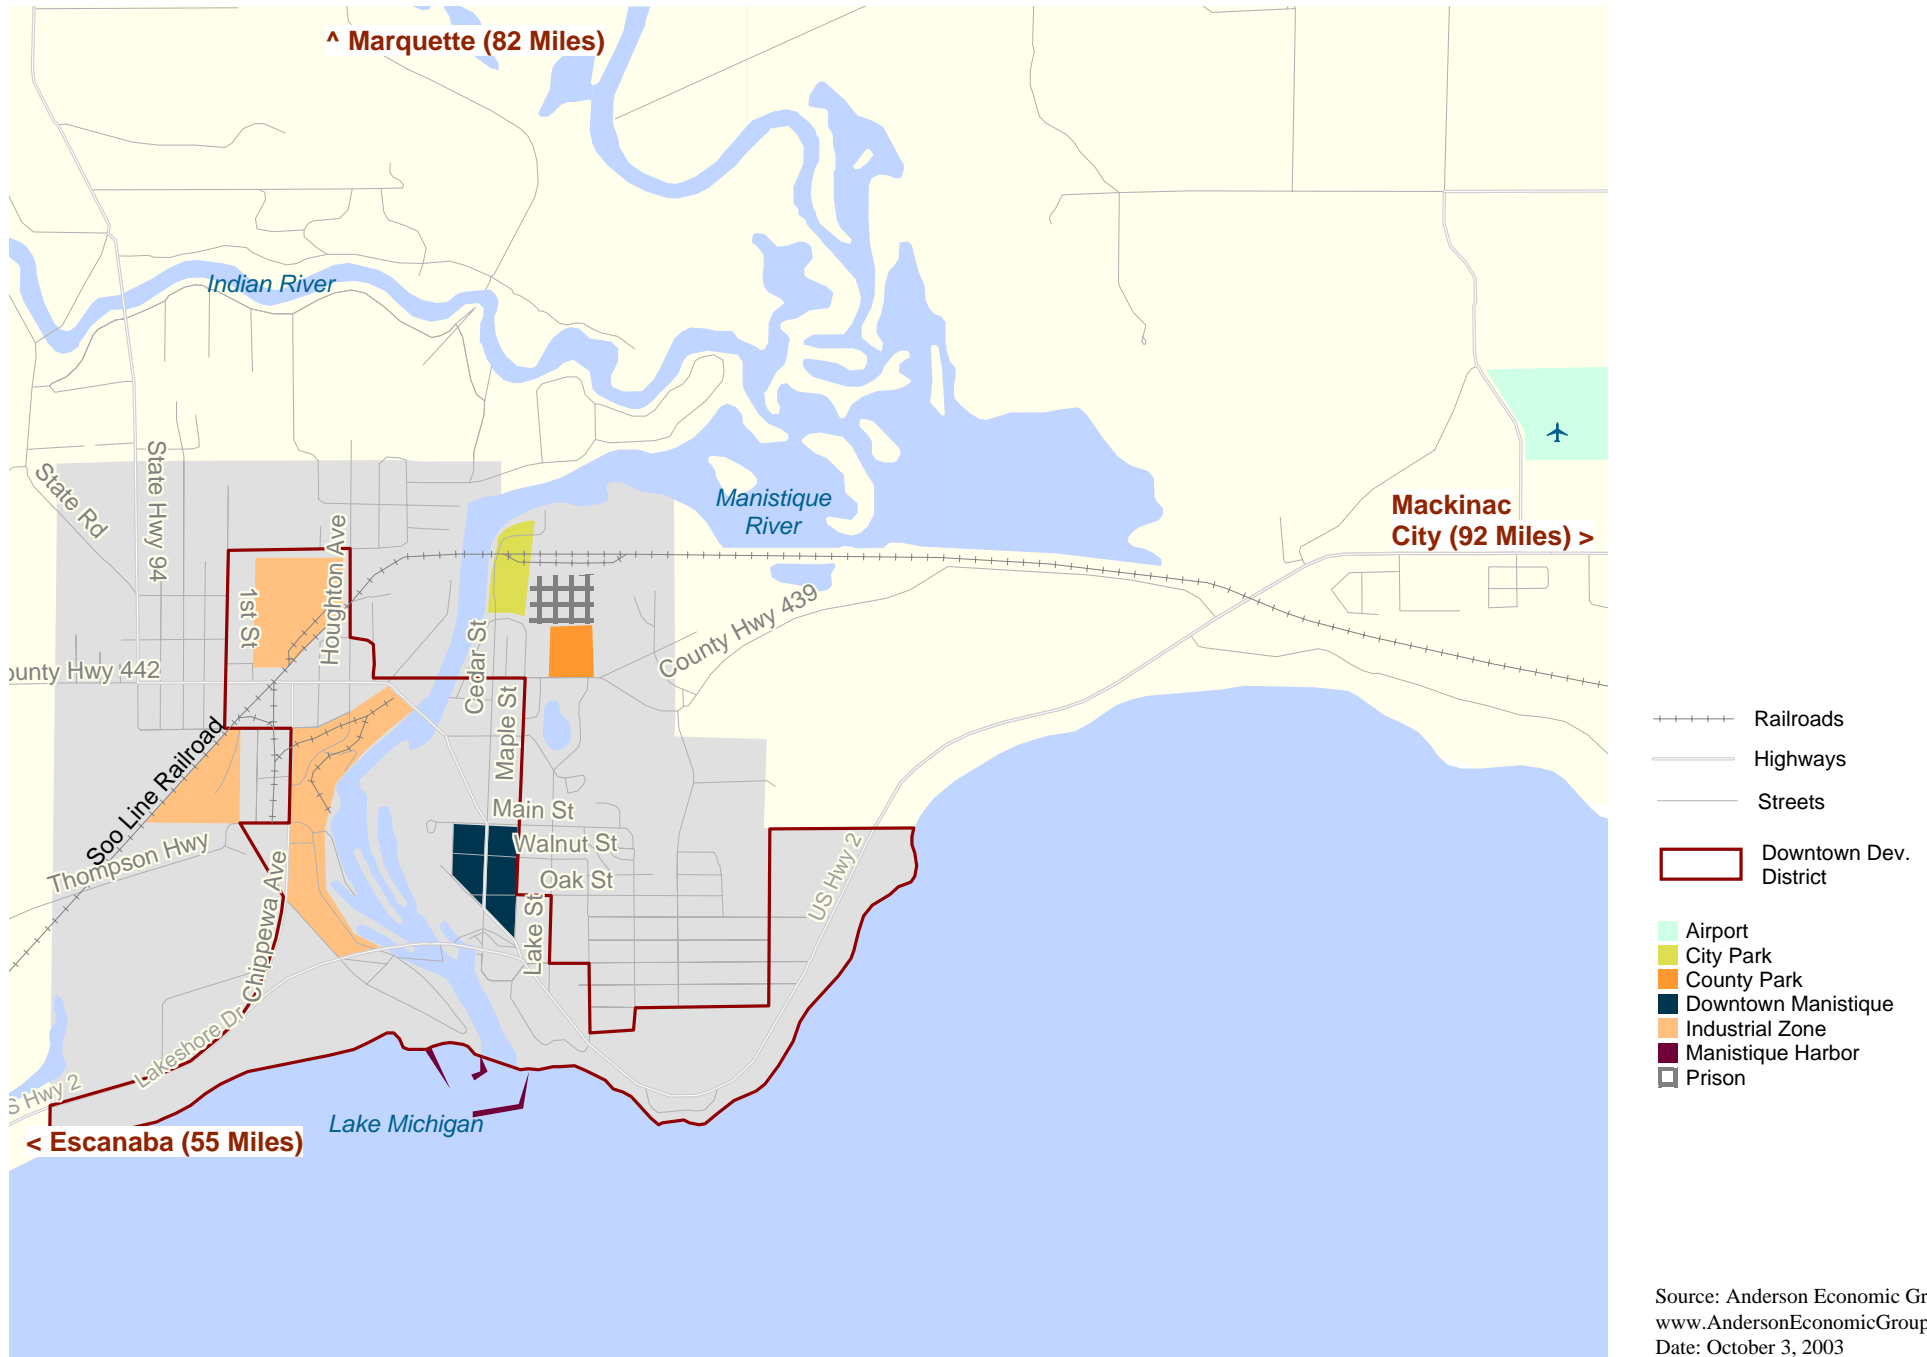 ^ Marquette (82 Miles)
Indian River
State Rd
State Hwy 94
Manistique
River
Mackinac
City (92 Miles) >
Houghton Ave
1st St
Cedar St
County Hwy 439
ounty Hwy 442
Maple St
Soo Line Railroad
Main St
Walnut St
Thompson Hwy
Oak St
Chippewa Ave
US Hwy 2
Lake St
Lakeshore Dr
S Hwy 2
Lake Michigan
< Escanaba (55 Miles)
Railroads
Highways
Streets
Downtown Dev.
District
Airport
City Park
County Park
Downtown Manistique
Industrial Zone
Manistique Harbor
Prison
Source: Anderson Economic Gr
www.AndersonEconomicGroup
Date: October 3, 2003